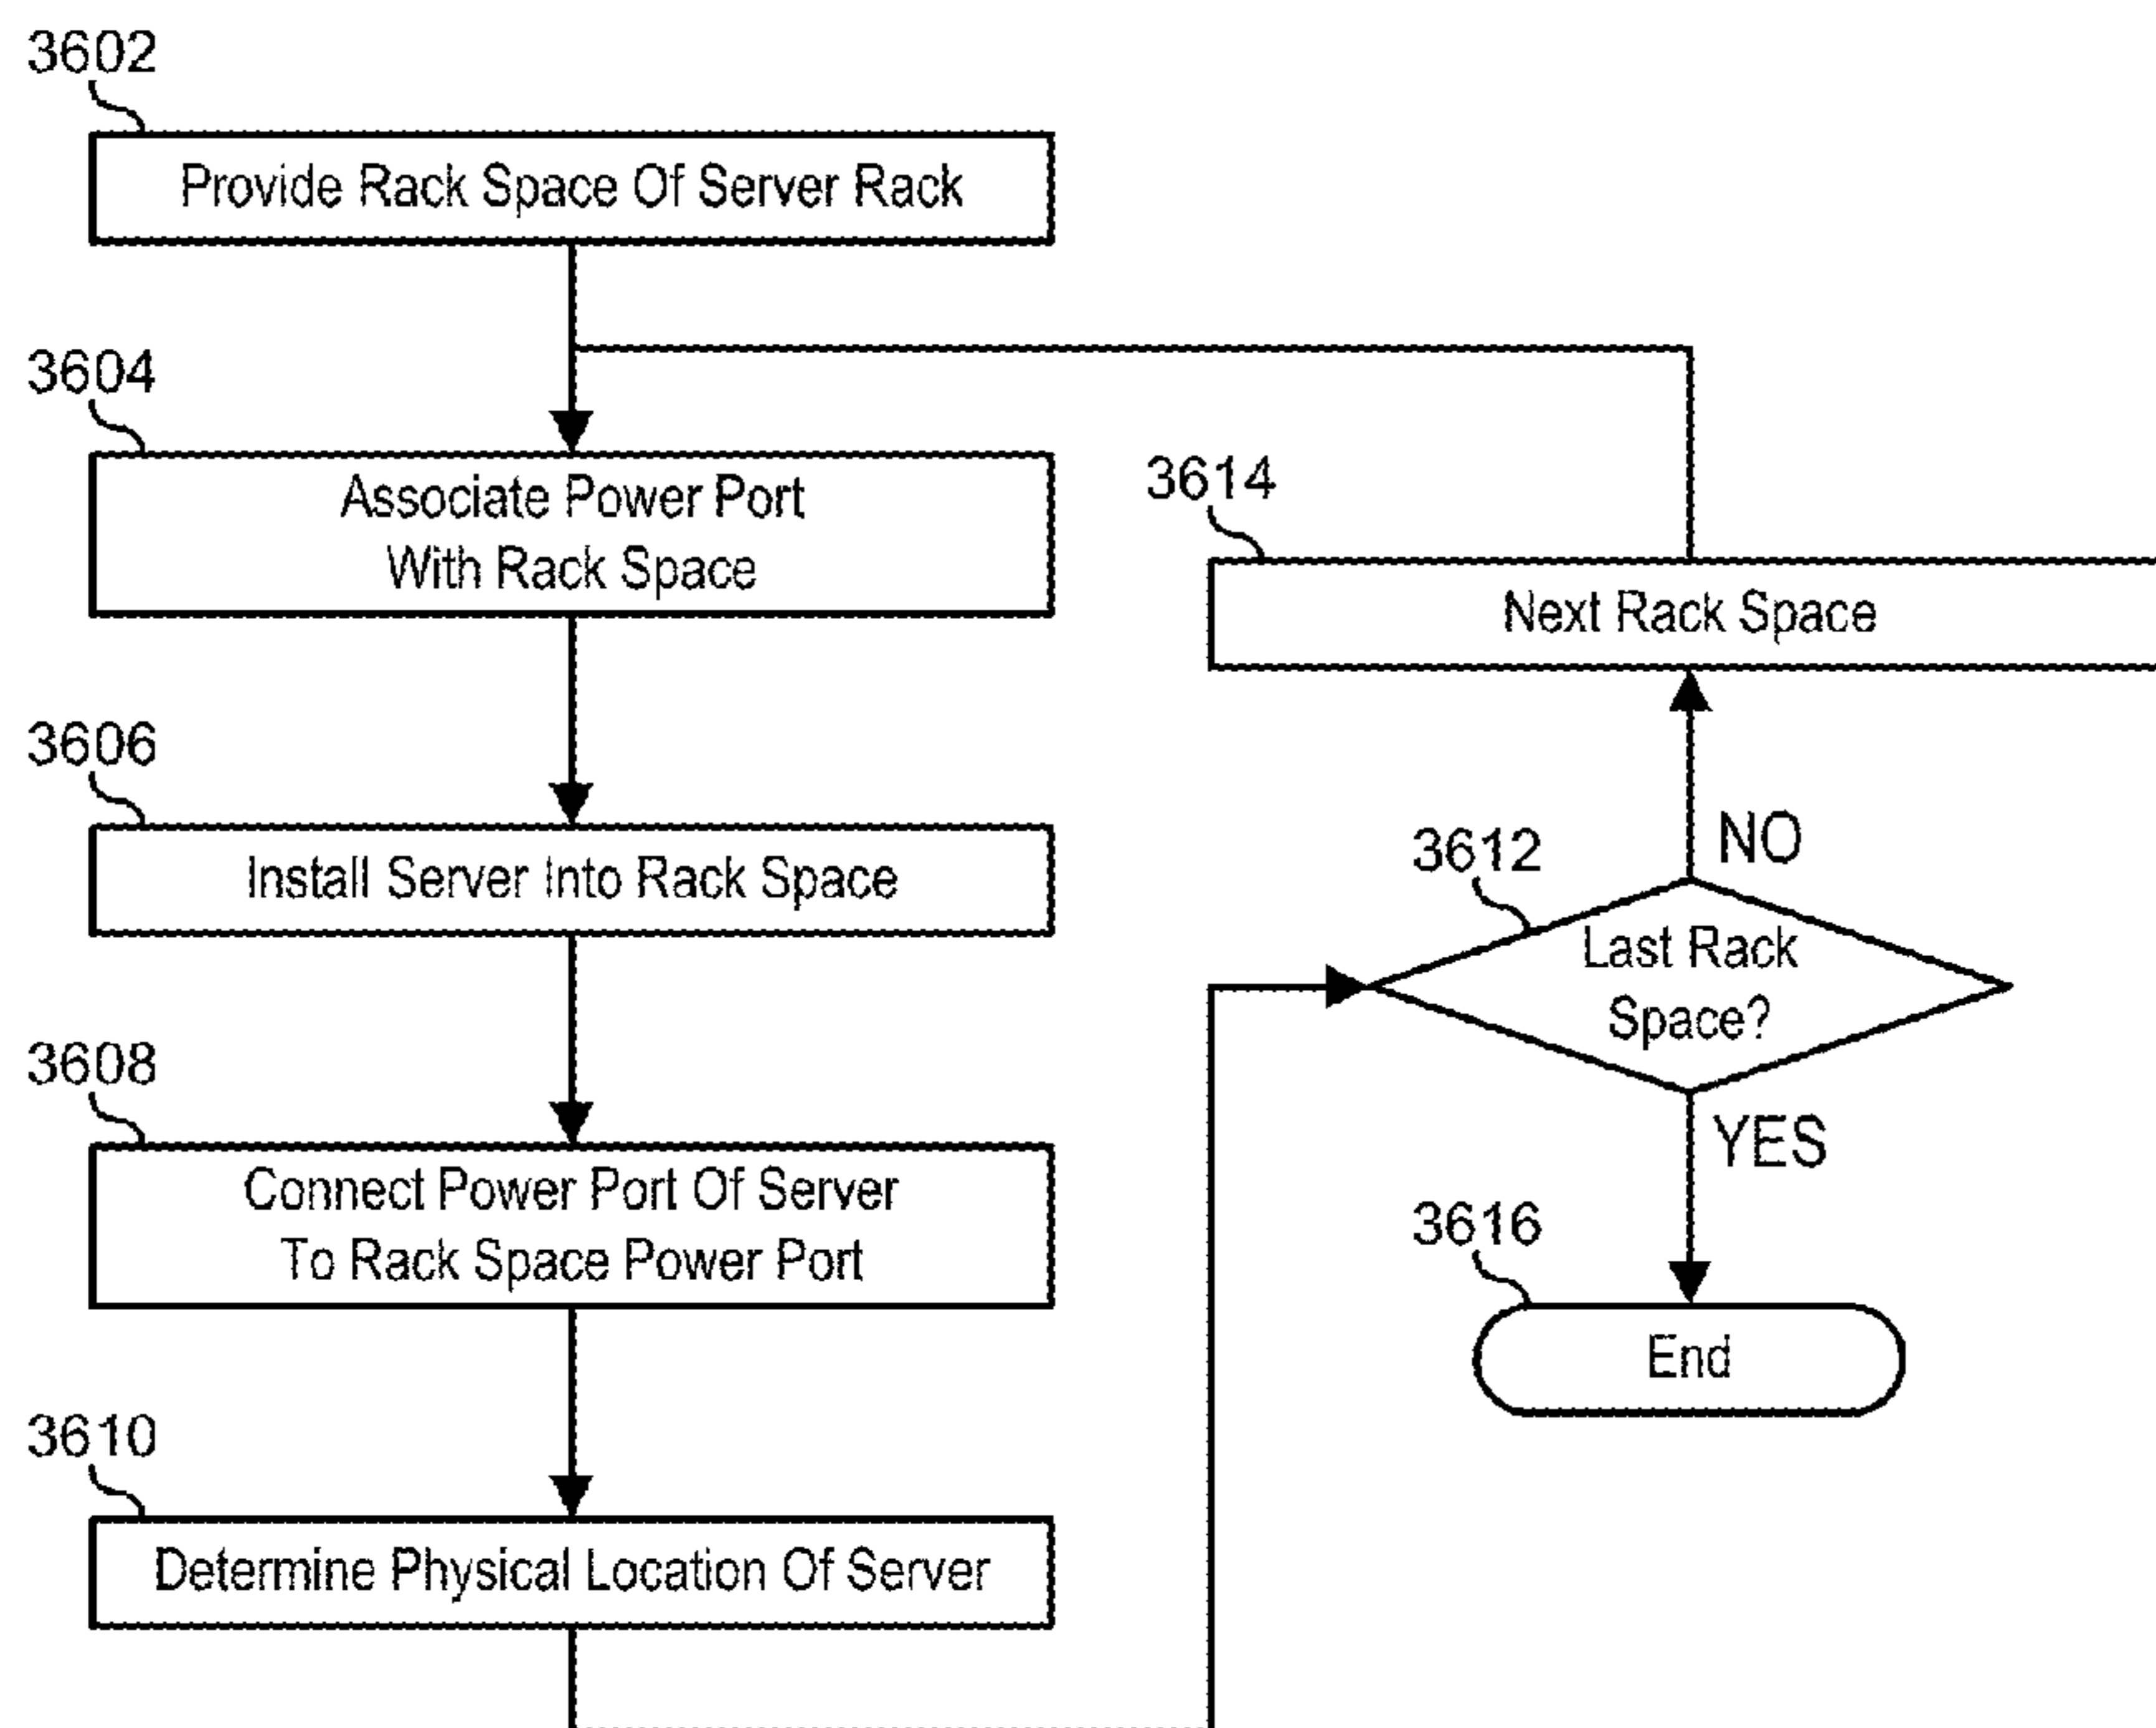 3602
Provide Rack Space Of Server Rack
3604
Associate Power Port
With Rack Space
3606
Install Server Into Rack Space
3608
Connect Power Port Of Server
To Rack Space Power Port
3610
Determine Physical Location Of Server
3614
Next Rack Space
NO
3612
Last Rack
Space?
YES
3616
End